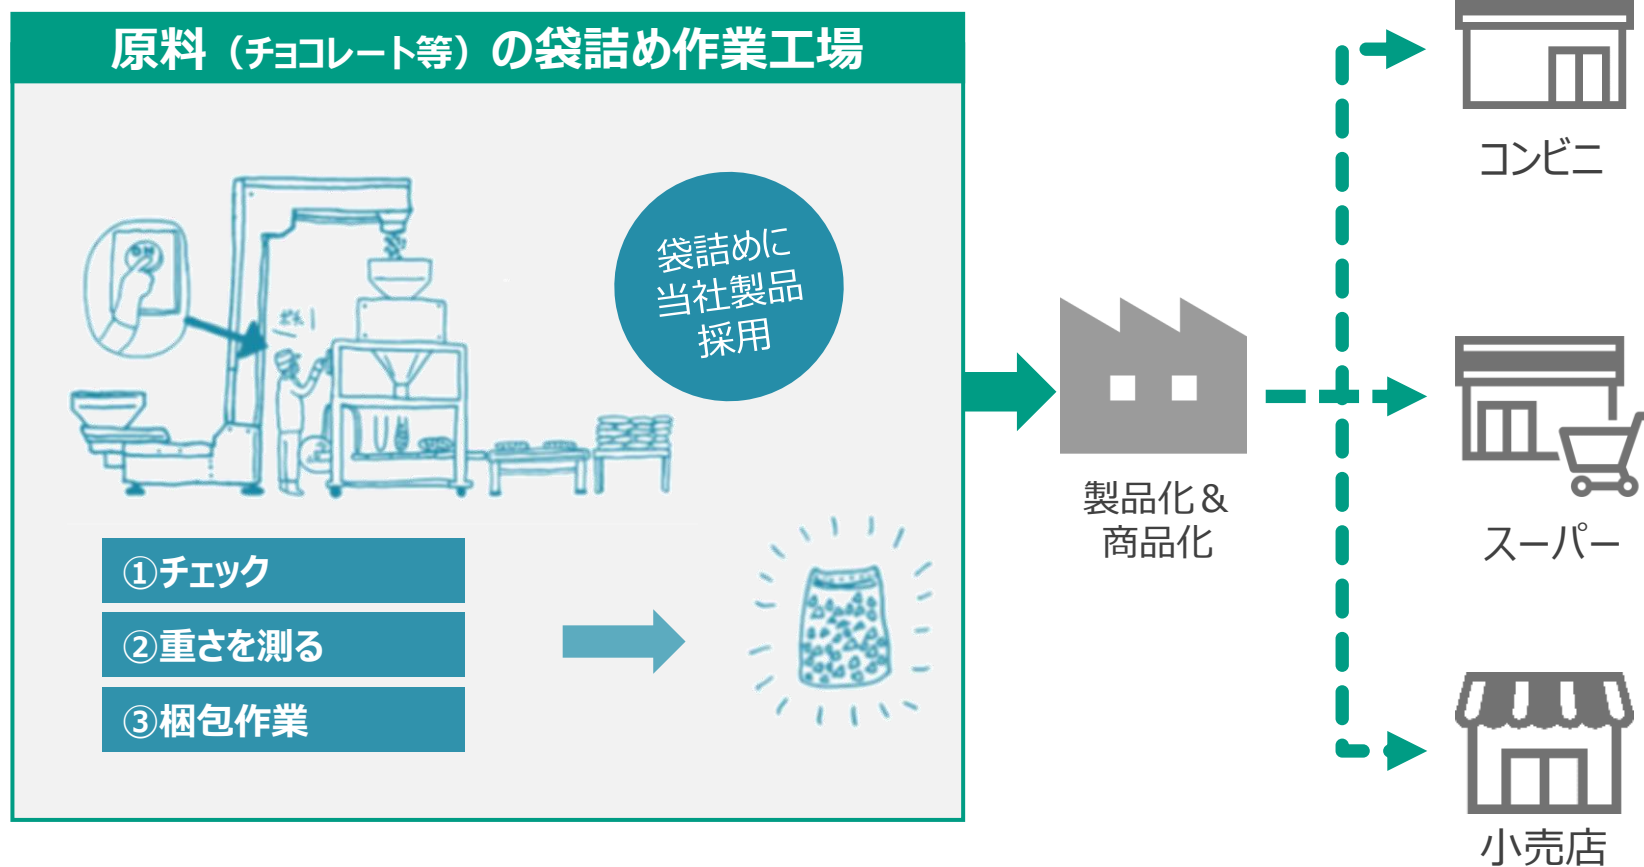 原料（チョコレート等）の袋詰め作業工場
袋詰めに
当社製品
採用
①チェック
②重さを測る
③梱包作業
製品化＆
商品化
コンビニ
スーパー
小売店